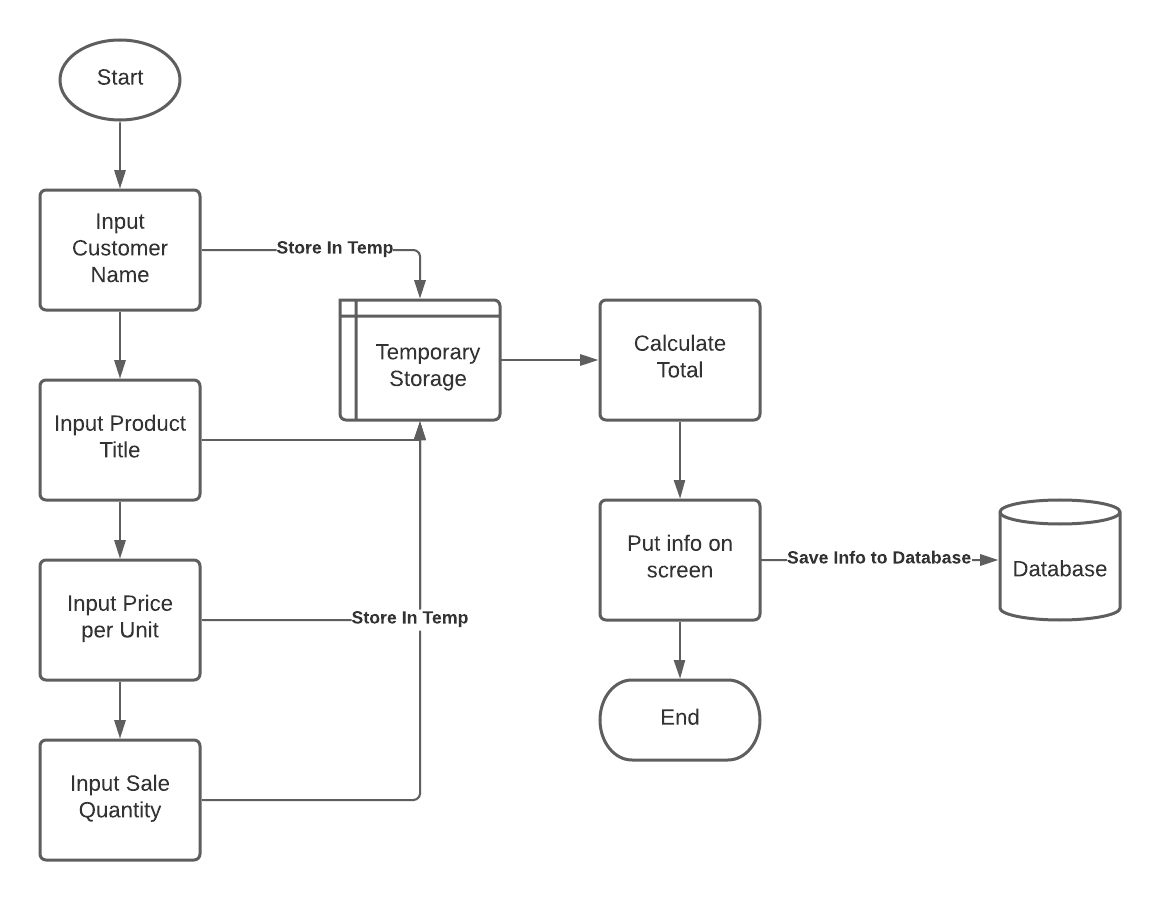 Start
Input
Customer
Name
Store In Temp
Temporary
Storage
Calculate
Total
Input Product
Title
Put info on
screen
Save Info to Database
Database
Input Price
per Unit
Store In Temp
End
Input Sale
Quantity